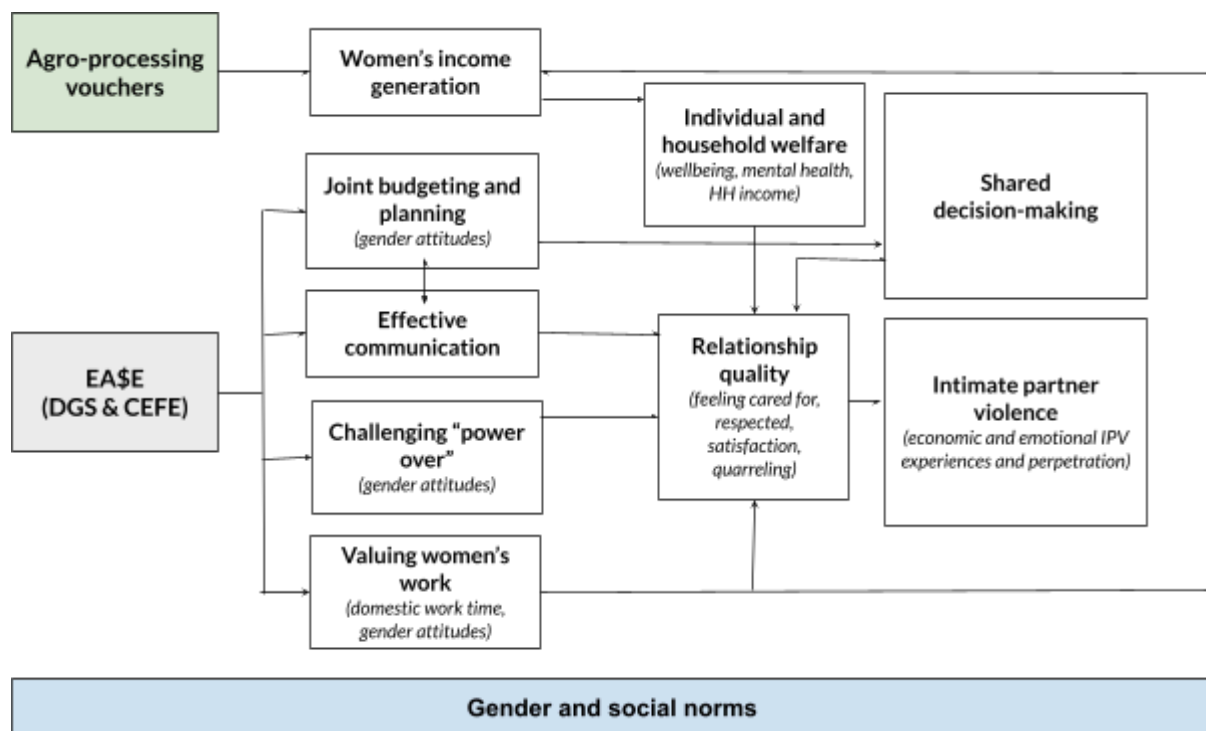 Agro-processing
vouchers
Women's income
generation
Individual and
household welfare
(wellbeing, mental health,
HH income)
Shared
decision-making
Joint budgeting and
planning
(gender attitudes)
Effective
communication
EA$E
(DGS & CEFE)
Relationship
quality
(feeling cared for,
respected,
satisfaction,
quarreling)
Intimate partner
violence
(economic and emotional IPV
experiences and perpetration)
Challenging “power
over”
(gender attitudes)
Valuing women's
work
(domestic work time,
gender attitudes)
Gender and social norms